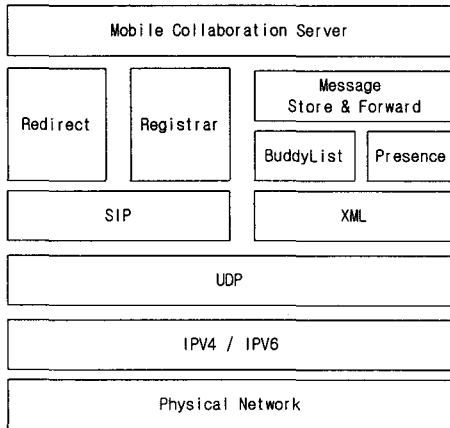 Mobile Collaboration Server
Redirect
Registrar
Message
Store & Forward
BuddyList
Presence
SIP
XML
UDP
IPV4 / IPV6
Physical Network